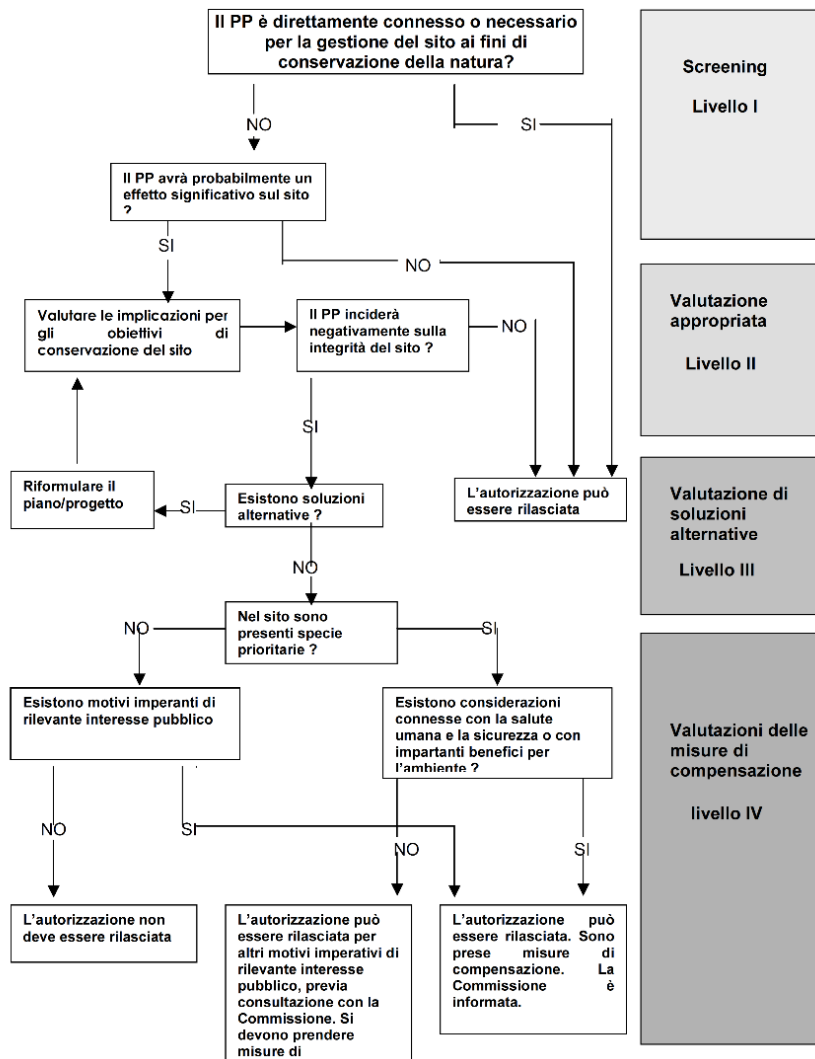 Il PP è direttamente connesso o necessario
per la gestione del sito ai fini di
conservazione della natura?
Screening
Livello I
NO
SI
Il PP avrà probabilmente un
effetto significativo sul sito
?
SI
NO
Valutare le implicazioni per
gli obiettivi di
conservazione del sito
Il PP inciderà
negativamente sulla
integrità del sito ?
NO
Valutazione
appropriata
Livello II
SI
Riformulare il
piano/progetto
SI
Esistono soluzioni
alternative ?
L'autorizzazione può
essere rilasciata
Valutazione di
soluzioni
alternative
Livello III
NO
Nel sito sono
presenti specie
prioritarie ?
NO
SI
Esistono motivi imperanti di
rilevante interesse pubblico
Esistono considerazioni
connesse con la salute
umana e la sicurezza o con
impartanti benefici per
l'ambiente ?
Valutazioni delle
misure di
compensazione
livello IV
NO
SI
NO
SI
L'autorizzazione non
deve essere rilasciata
L'autorizzazione può
essere rilasciata per
altri motivi imperativi di
rilevante interesse
pubblico, previa
consultazione con la
Commissione. Si
devono prendere
misure di
L'autorizzazione può
essere rilasciata. Sono
prese misure di
compensazione. La
Commissione è
informata.